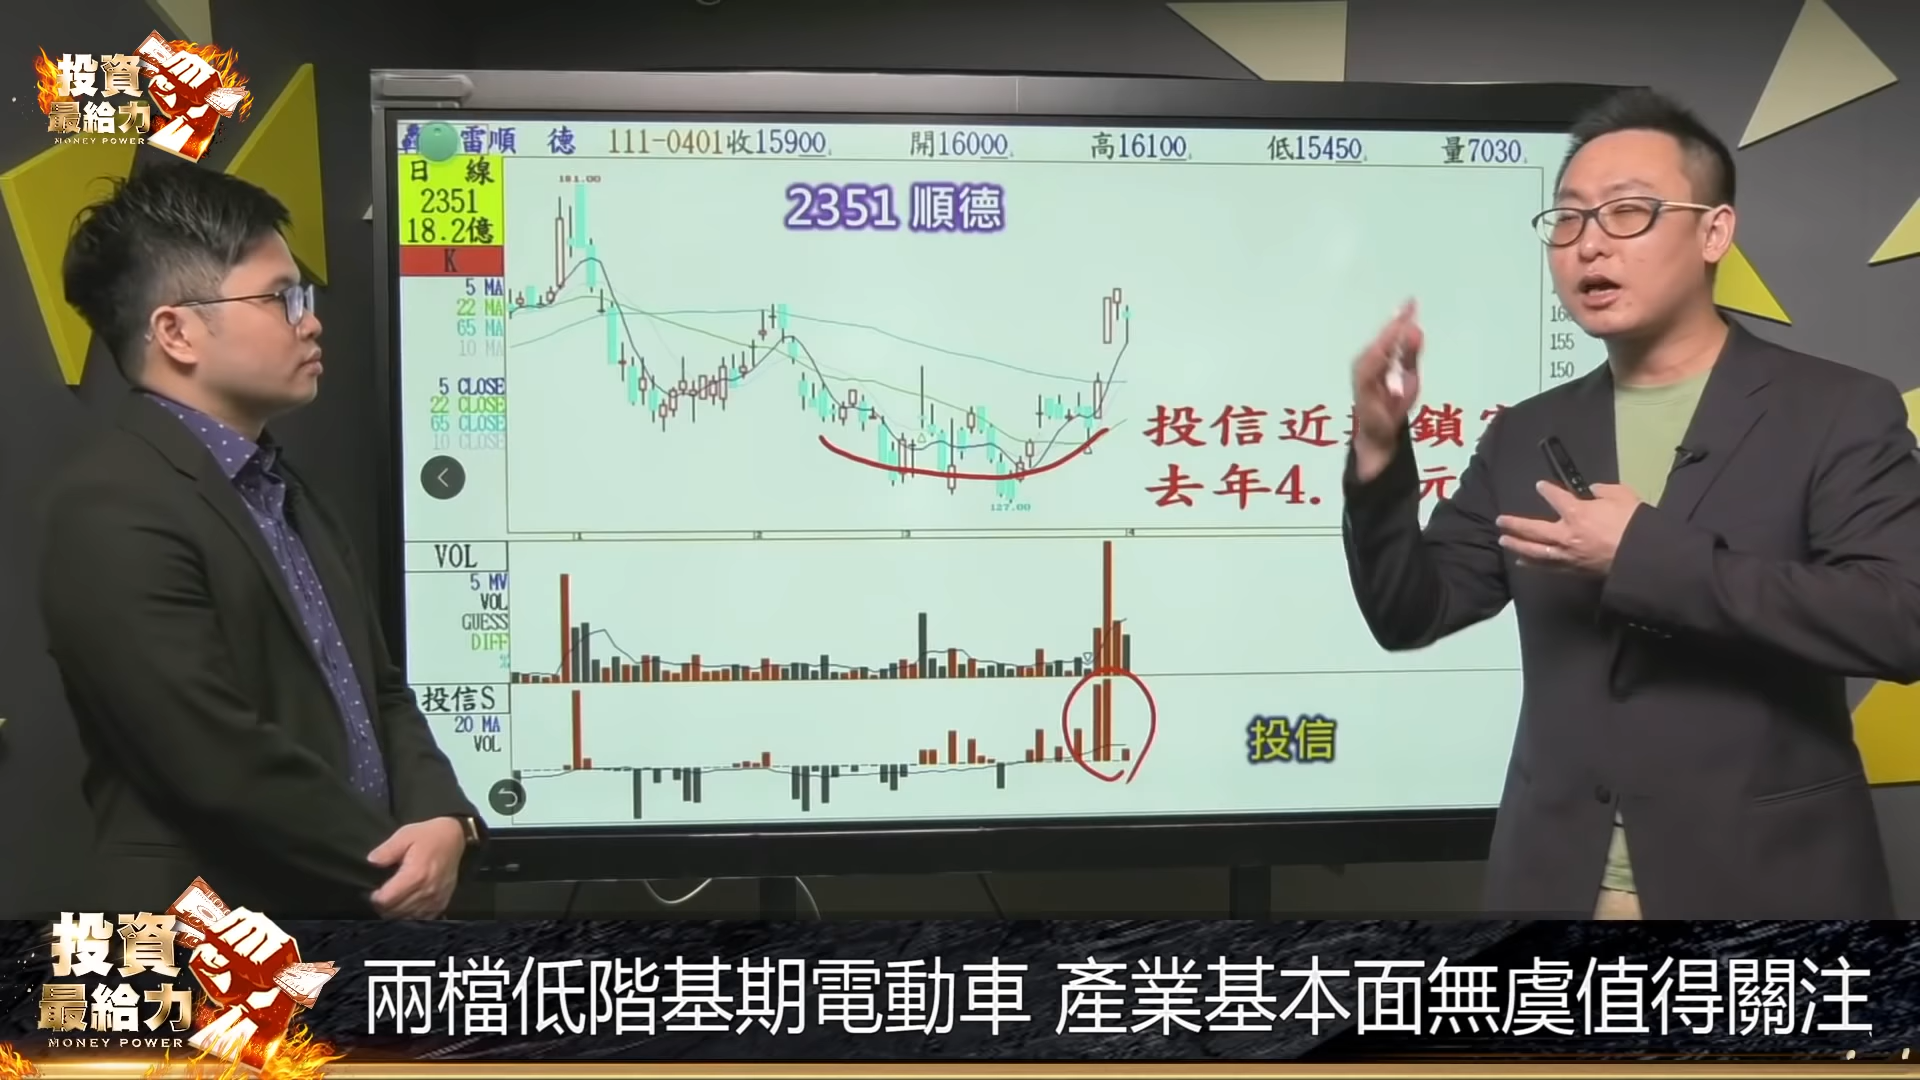 投資
最給力
MONEY POWER
雷順 德 111-0401收15900 開16000 高16100 低15450 量7030
日 線
2351
18.2億
K
5 MA
22 MA
65 MA
10 MA
5 CLOSE
22 CLOSE
65 CLOSE
10 CLOSE
181.00
2351 順德
127.00
155
150
投信近 鎖
去年4. 元
1 2 3 4
VOL
5 MV
VOL
GUESS
DIFF
%
投信S
20 MA
VOL
投信
投資
最給力
MONEY POWER
兩檔低階基期電動車 產業基本面無虞值得關注